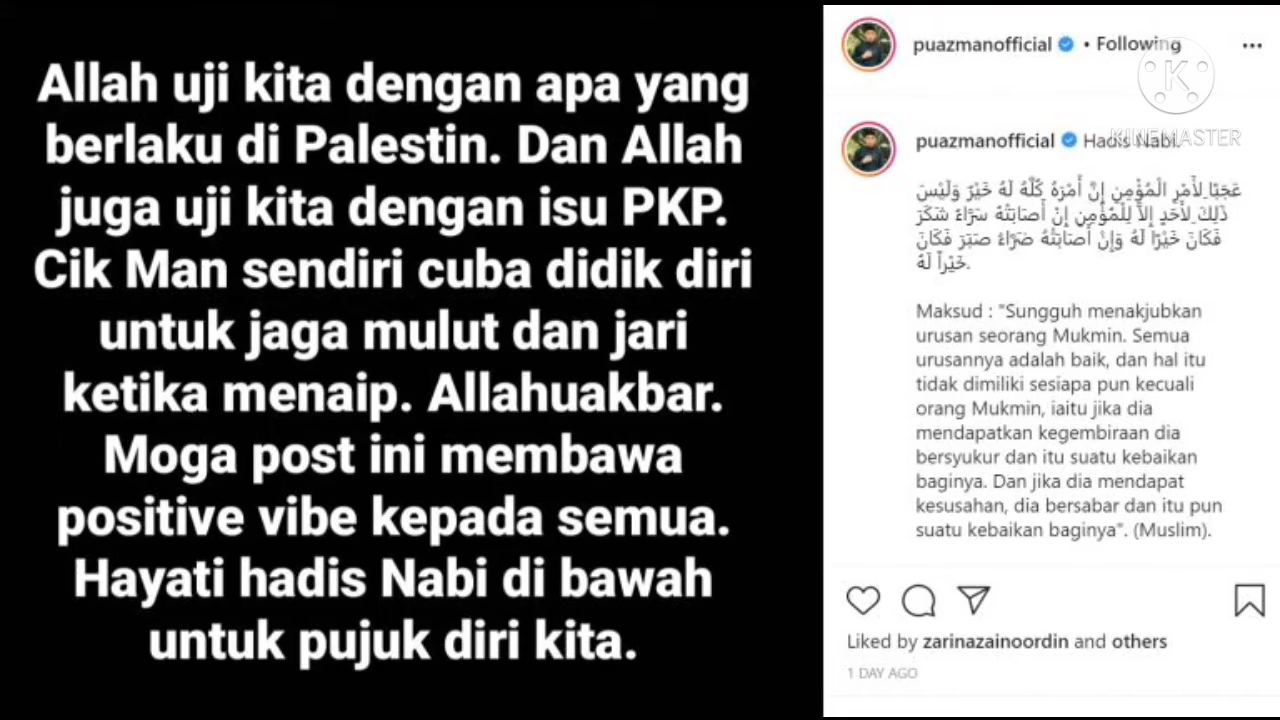 Allah uji kita dengan apa yang
berlaku di Palestin. Dan Allah
juga uji kita dengan isu PKP.
Cik Man sendiri cuba didik diri
untuk jaga mulut dan jari
ketika menaip. Allahuakbar.
Moga post ini membawa
positive vibe kepada semua.
Hayati hadis Nabi di bawah
untuk pujuk diri kita.
puazmanofficial • Following
K
KINEMASTER
puazmanofficial Hadis Nabi.
عَجَبًا لأَمْرِ الْمُؤْمِنِ إِنَّ أَمْرَهُ كُلَّهُ لَهُ خَيْرٌ وَلَيْسَ
ذَلِكَ لأَحَدٍ إِلاَّ لِلْمُؤْمِنِ إِنْ أَصَابَتْهُ سَرَّاءُ شَكَرَ
فَكَانَ خَيْرًا لَهُ وَإِنْ أَصَابَتْهُ ضَرَّاءُ صَبَرَ فَكَانَ
خَيْراً لَهُ.
Maksud : "Sungguh menakjubkan
urusan seorang Mukmin. Semua
urusannya adalah baik, dan hal itu
tidak dimiliki sesiapa pun kecuali
orang Mukmin, iaitu jika dia
mendapatkan kegembiraan dia
bersyukur dan itu suatu kebaikan
baginya. Dan jika dia mendapat
kesusahan, dia bersabar dan itu pun
suatu kebaikan baginya". (Muslim).
Liked by zarinazainoordin and others
1 DAY AGO